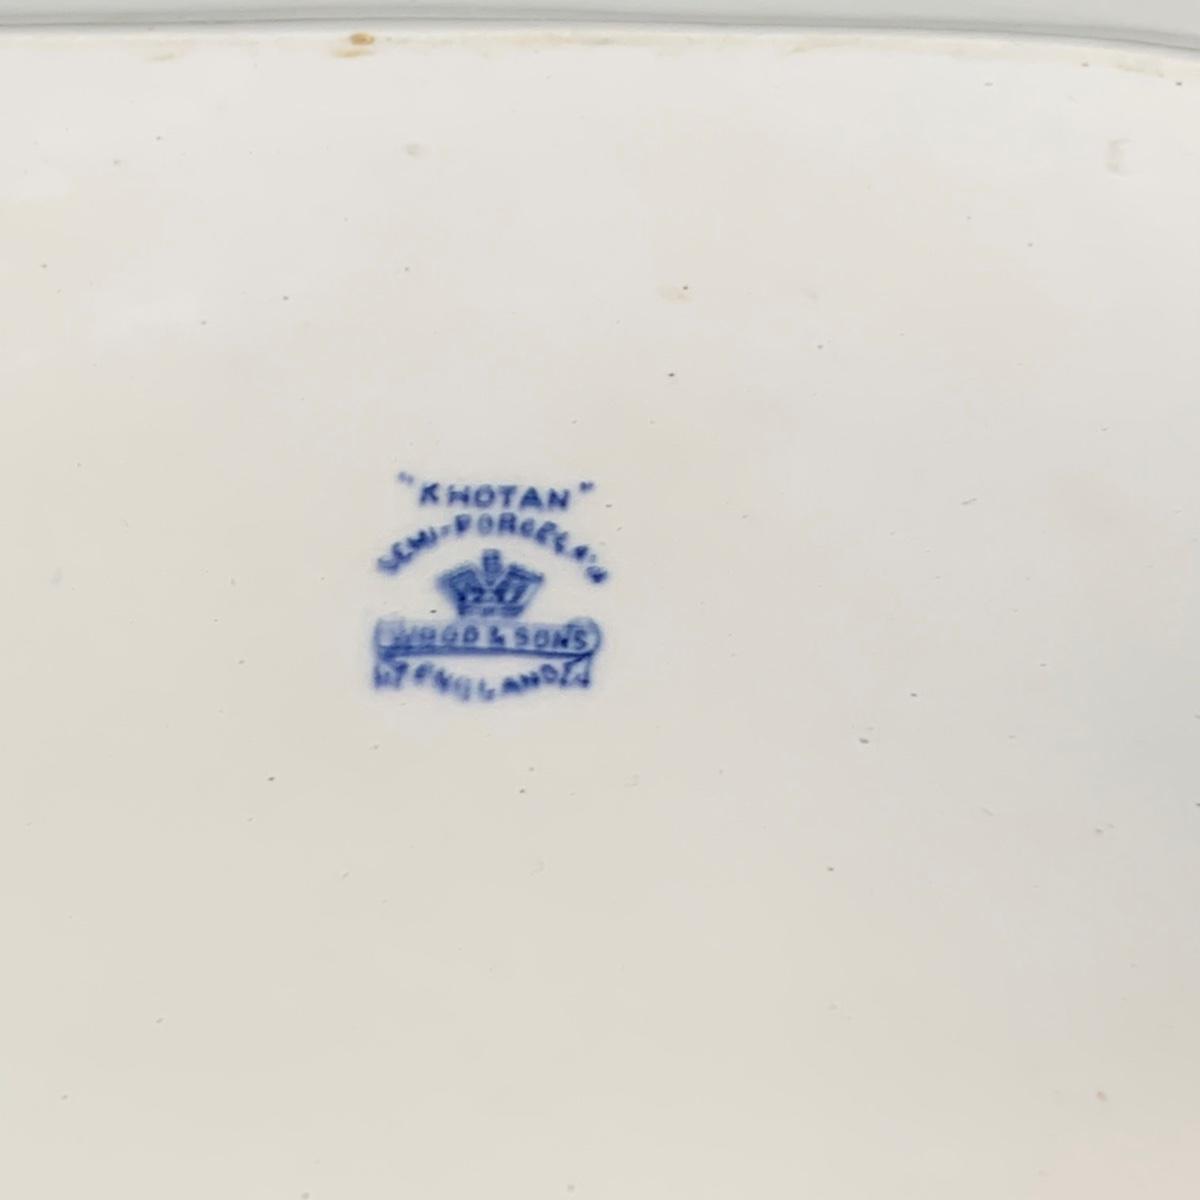 "KHOTAN"
SEMI-PORCELAIN
WOOD & SONS
ENGLAND